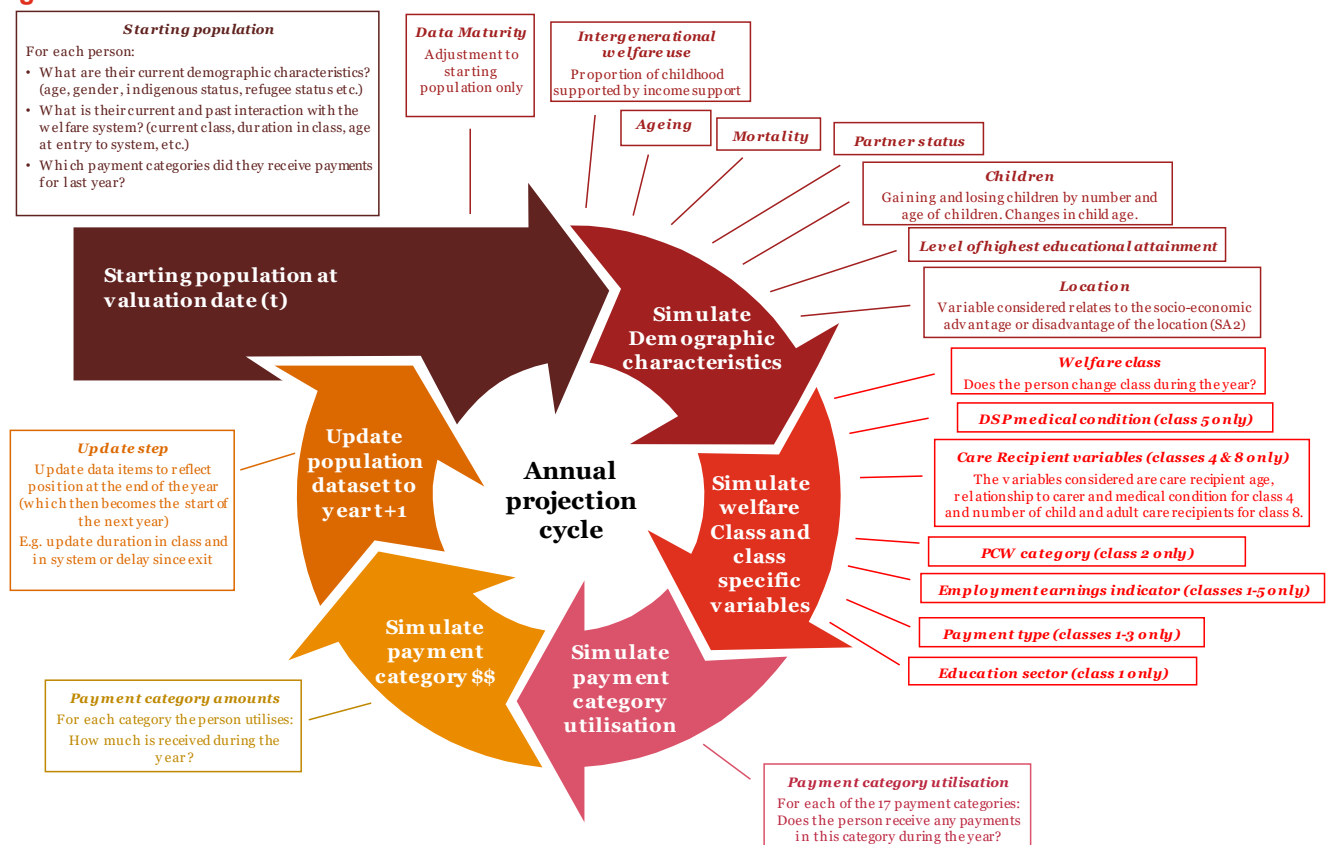 Starting population
For each person:
• What are their current demographic characteristics?
(age, gender, indigenous status, refugee status etc.)
• What is their current and past interaction with the
welfare system? (current class, duration in class, age
at entry to system, etc.)
• Which payment categories did they receive payments
for last year?
Data Maturity
Adjustment to
starting
population only
Intergenerational
welfare use
Proportion of childhood
supported by income support
Ageing
Mortality
Partner status
Children
Gaining and losing children by number and
age of children. Changes in child age.
Level of highest educational attainment
Location
Variable considered relates to the socio-economic
advantage or disadvantage of the location (SA2)
Starting population at
valuation date (t)
Simulate
Demographic
characteristics
Welfare class
Does the person change class during the year?
DSP medical condition (class 5 only)
Care Recipient variables (classes 4 & 8 only)
The variables considered are care recipient age,
relationship to carer and medical condition for class 4
and number of child and adult care recipients for class 8.
PCW category (class 2 only)
Employment earnings indicator (classes 1-5 only)
Payment type (classes 1-3 only)
Education sector (class 1 only)
Simulate
welfare
Class and
class
specific
variables
Annual
projection
cycle
Update
population
dataset to
year t+1
Update step
Update data items to reflect
position at the end of the year
(which then becomes the start of
the next year)
E.g. update duration in class and
in system or delay since exit
Simulate
payment
category $$
Simulate
payment
category
utilisation
Payment category amounts
For each category the person utilises:
How much is received during the
year?
Payment category utilisation
For each of the 17 payment categories:
Does the person receive any payments
in this category during the year?